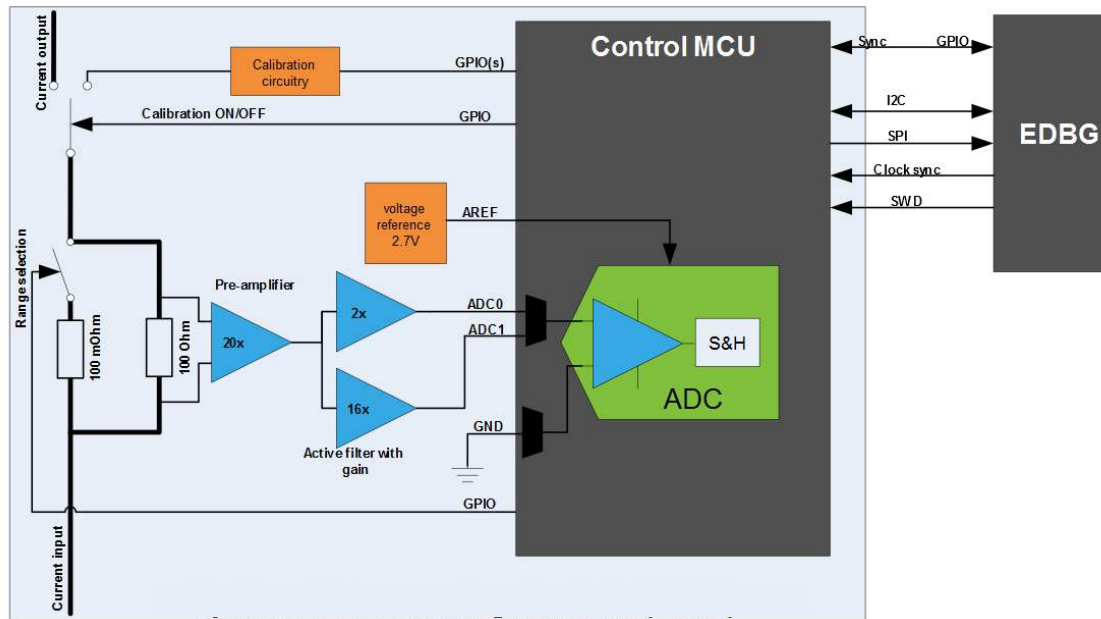 Current output
Calibration
circuitry
GPIO(s)
Control MCU
Sync
GPIO
Calibration ON/OFF
GPIO
I2C
SPI
EDBG
Clock sync
SWD
voltage
reference
2.7V
AREF
Range selection
Pre-amplifier
2x
ADC0
ADC1
100 mOhm
100 Ohm
20x
S&H
ADC
16x
GND
Active filter with
gain
GPIO
Current input